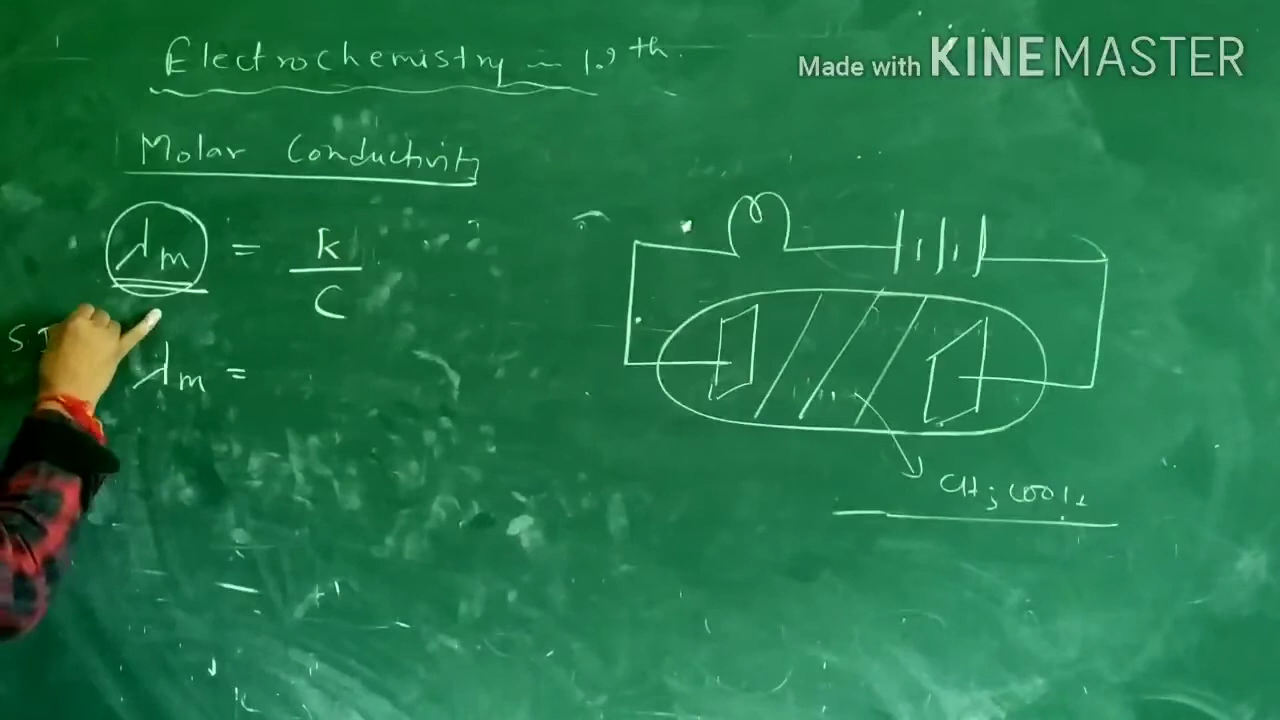 Electrochemistry - 12th.
Made with KINEMASTER
Molar Conductivity
λm = k / C
S.I
λm =
CH3COOH